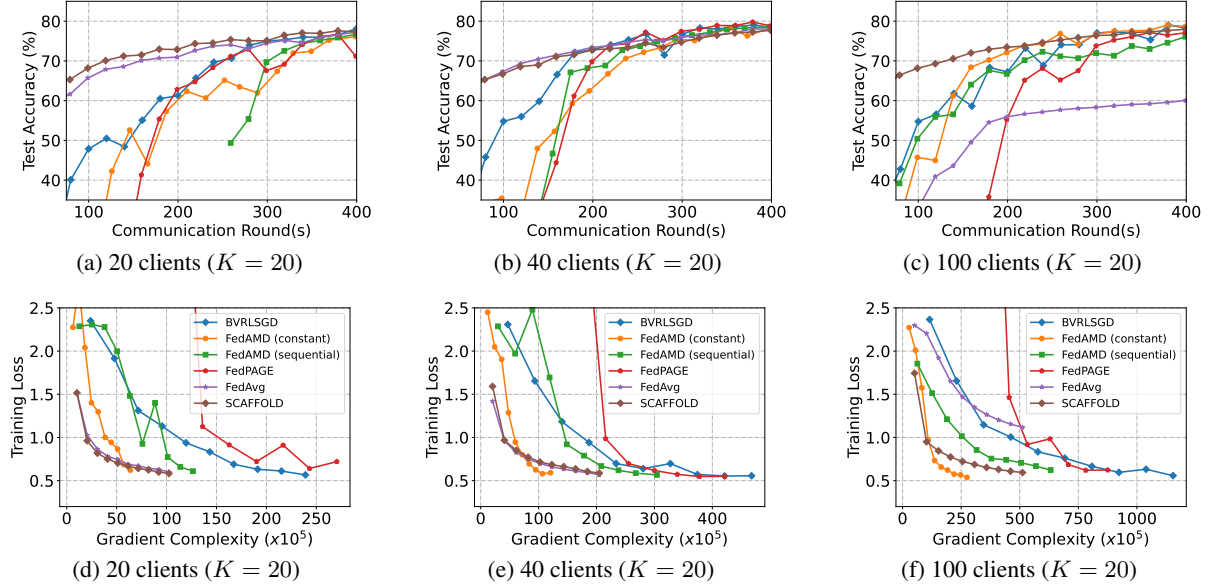 Test Accuracy (%)
80
70
60
50
40
100 200 300 400
Communication Round(s)
(a) 20 clients (K = 20)
Test Accuracy (%)
80
70
60
50
40
100 200 300 400
Communication Round(s)
(b) 40 clients (K = 20)
Test Accuracy (%)
80
70
60
50
40
100 200 300 400
Communication Round(s)
(c) 100 clients (K = 20)
Training Loss
2.5
2.0
1.5
1.0
0.5
BVRLSGD
FedAMD (constant)
FedAMD (sequential)
FedPAGE
FedAvg
SCAFFOLD
0 50 100 150 200 250
Gradient Complexity (x10⁵)
(d) 20 clients (K = 20)
Training Loss
2.5
2.0
1.5
1.0
0.5
BVRLSGD
FedAMD (constant)
FedAMD (sequential)
FedPAGE
FedAvg
SCAFFOLD
0 100 200 300 400
Gradient Complexity (x10⁵)
(e) 40 clients (K = 20)
Training Loss
2.5
2.0
1.5
1.0
0.5
BVRLSGD
FedAMD (constant)
FedAMD (sequential)
FedPAGE
FedAvg
SCAFFOLD
0 250 500 750 1000
Gradient Complexity (x10⁵)
(f) 100 clients (K = 20)